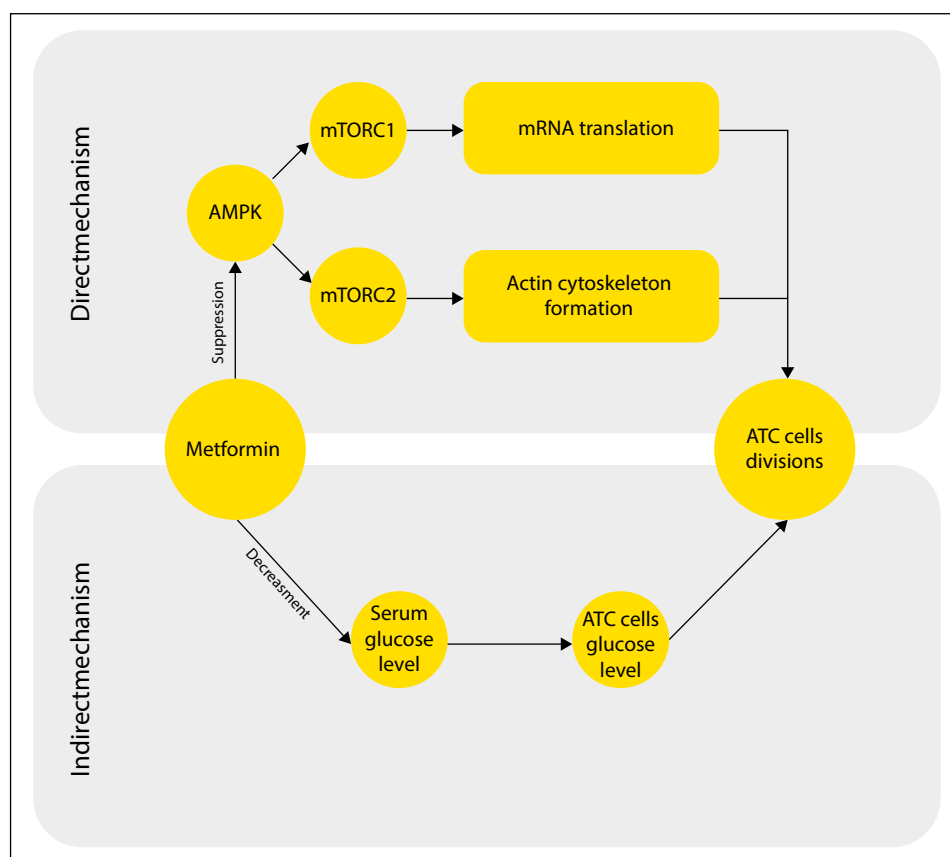 Directmechanism
mTORC1
mRNA translation
AMPK
mTORC2
Actin cytoskeleton
formation
Suppression
Metformin
ATC cells
divisions
Indirectmechanism
Decreasment
Serum
glucose
level
ATC cells
glucose
level